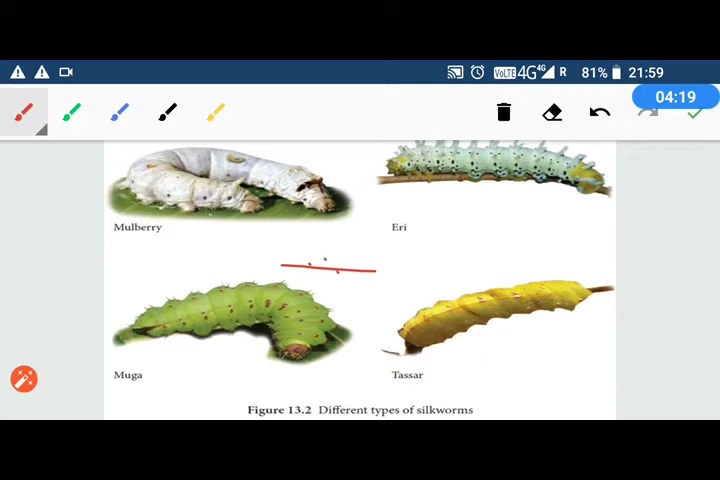 VoLTE 4G 4G R 81% 21:59
04:19
Mulberry
Eri
Muga
Tassar
Figure 13.2 Different types of silkworms